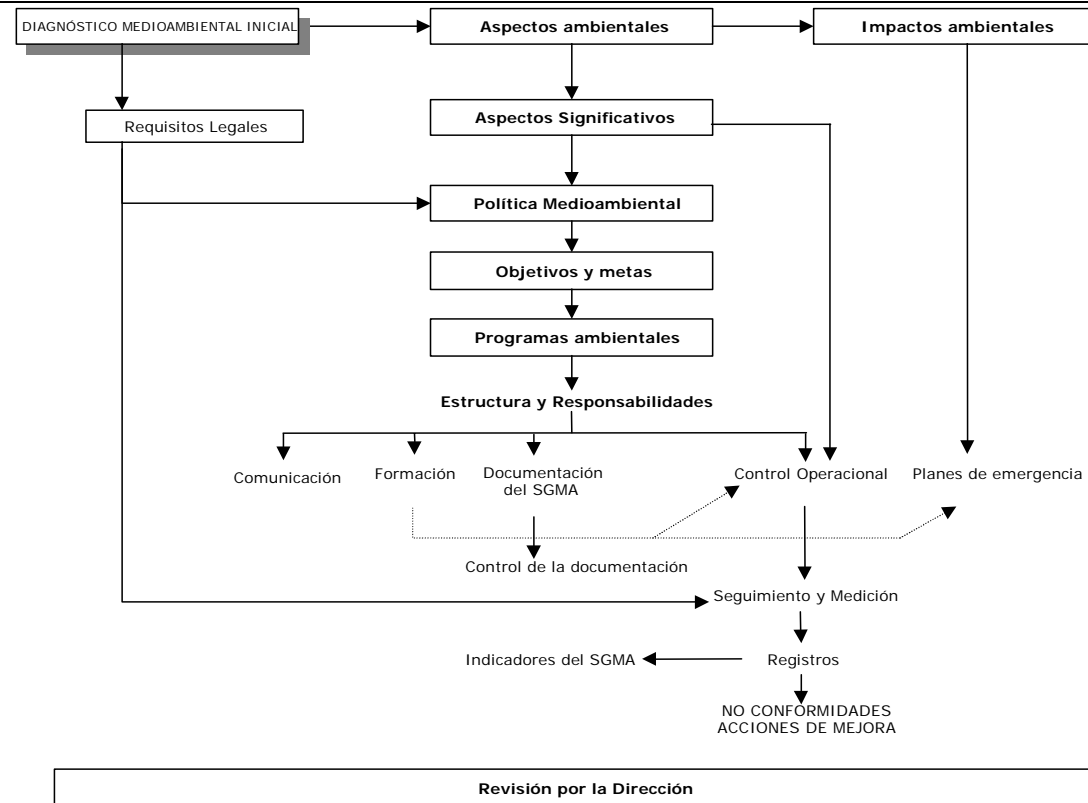 DIAGNÓSTICO MEDIOAMBIENTAL INICIAL
Aspectos ambientales
Impactos ambientales
Requisitos Legales
Aspectos Significativos
Política Medioambiental
Objetivos y metas
Programas ambientales
Estructura y Responsabilidades
Comunicación
Formación
Documentación
del SGMA
Control Operacional
Planes de emergencia
Control de la documentación
Seguimiento y Medición
Indicadores del SGMA
Registros
NO CONFORMIDADES
ACCIONES DE MEJORA
Revisión por la Dirección